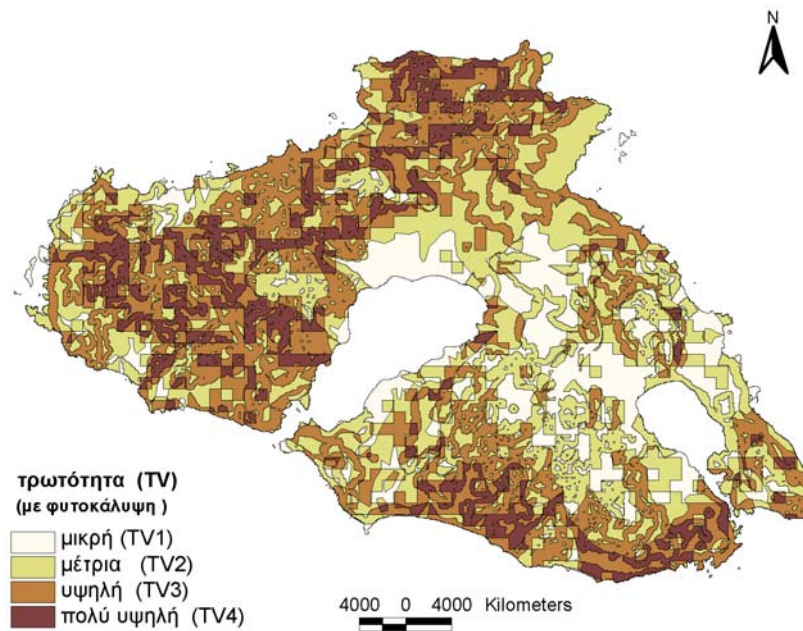 N
τρωτότητα (TV)
(με φυτοκάλυψη )
μικρή (TV1)
μέτρια (TV2)
υψηλή (TV3)
πολύ υψηλή (TV4)
4000 0 4000 Kilometers